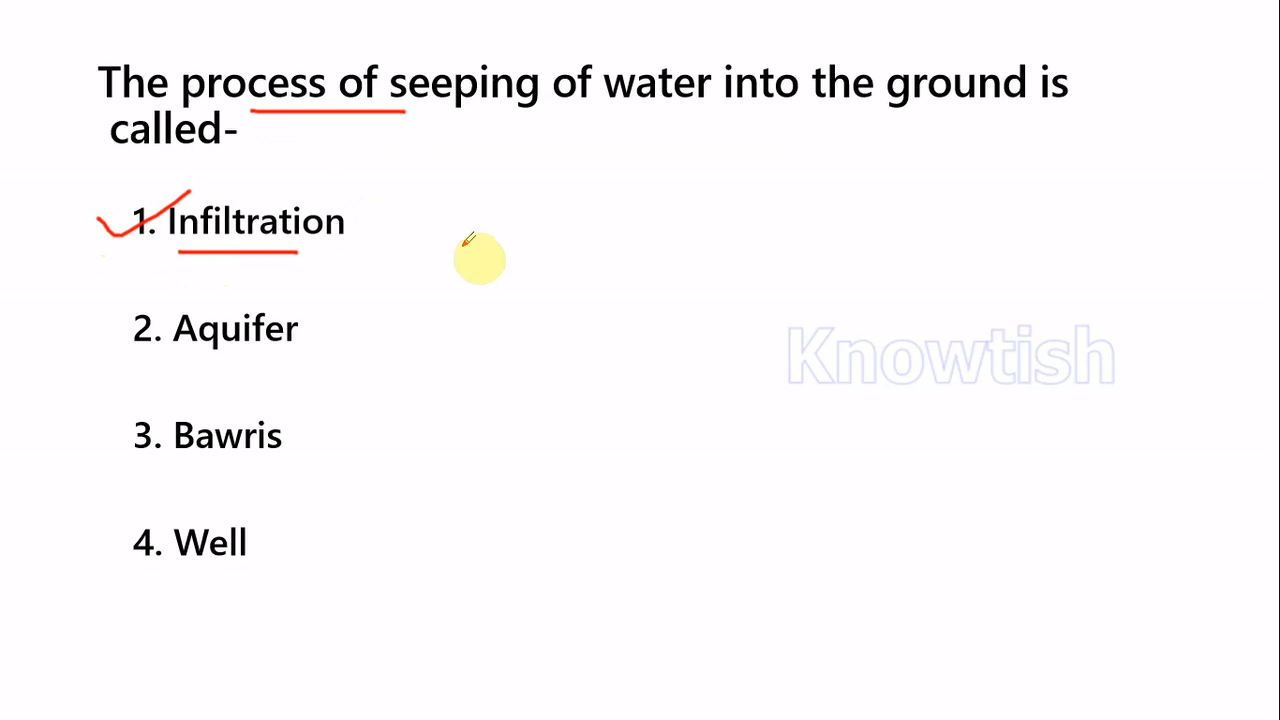 The process of seeping of water into the ground is
called-
1. Infiltration
2. Aquifer
Knowtish
3. Bawris
4. Well